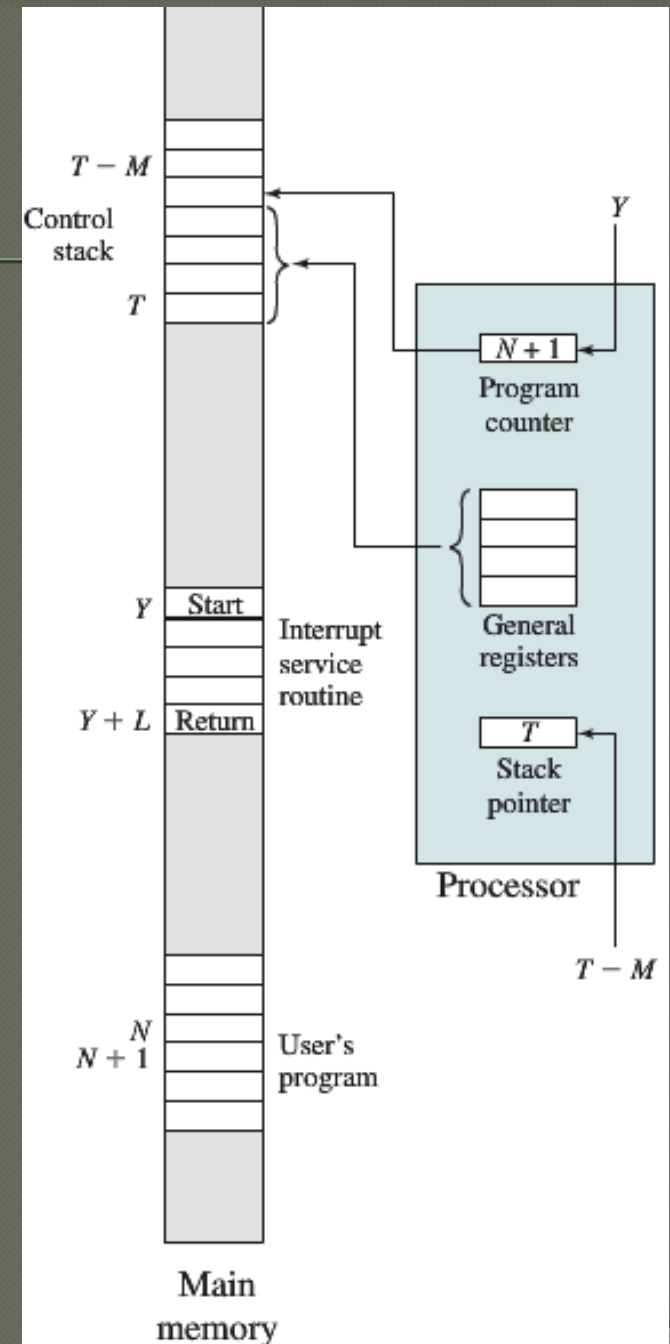 T − M
Control
stack
T
Y
N + 1
Program
counter
Y
Start
Interrupt
service
routine
General
registers
Y + L
Return
T
Stack
pointer
Processor
T − M
N
N + 1
User's
program
Main
memory